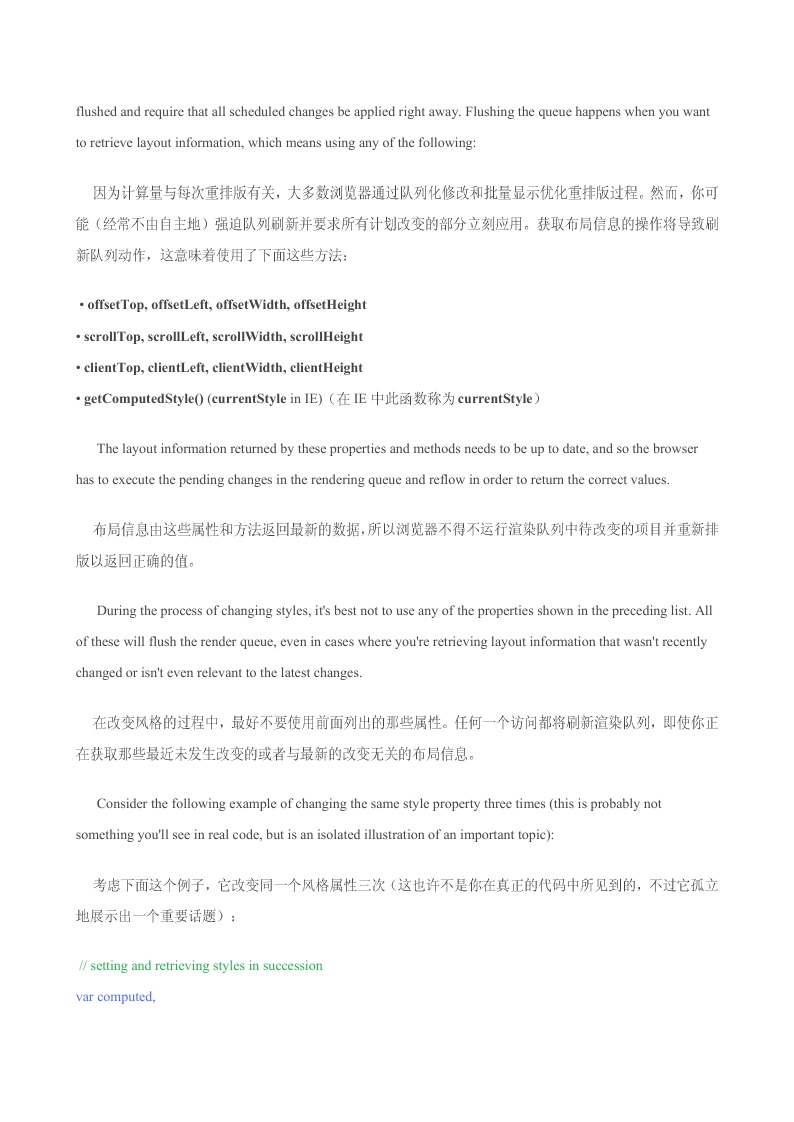 flushed and require that all scheduled changes be applied right away. Flushing the queue happens when you want
to retrieve layout information, which means using any of the following:
因为计算量与每次重排版有关，大多数浏览器通过队列化修改和批量显示优化重排版过程。然而，你可
能（经常不由自主地）强迫队列刷新并要求所有计划改变的部分立刻应用。获取布局信息的操作将导致刷
新队列动作，这意味着使用了下面这些方法：
• offsetTop, offsetLeft, offsetWidth, offsetHeight
• scrollTop, scrollLeft, scrollWidth, scrollHeight
• clientTop, clientLeft, clientWidth, clientHeight
• getComputedStyle() (currentStyle in IE)（在 IE 中此函数称为 currentStyle）
The layout information returned by these properties and methods needs to be up to date, and so the browser
has to execute the pending changes in the rendering queue and reflow in order to return the correct values.
布局信息由这些属性和方法返回最新的数据，所以浏览器不得不运行渲染队列中待改变的项目并重新排
版以返回正确的值。
During the process of changing styles, it's best not to use any of the properties shown in the preceding list. All
of these will flush the render queue, even in cases where you're retrieving layout information that wasn't recently
changed or isn't even relevant to the latest changes.
在改变风格的过程中，最好不要使用前面列出的那些属性。任何一个访问都将刷新渲染队列，即使你正
在获取那些最近未发生改变的或者与最新的改变无关的布局信息。
Consider the following example of changing the same style property three times (this is probably not
something you'll see in real code, but is an isolated illustration of an important topic):
考虑下面这个例子，它改变同一个风格属性三次（这也许不是你在真正的代码中所见到的，不过它孤立
地展示出一个重要话题）：
// setting and retrieving styles in succession
var computed,